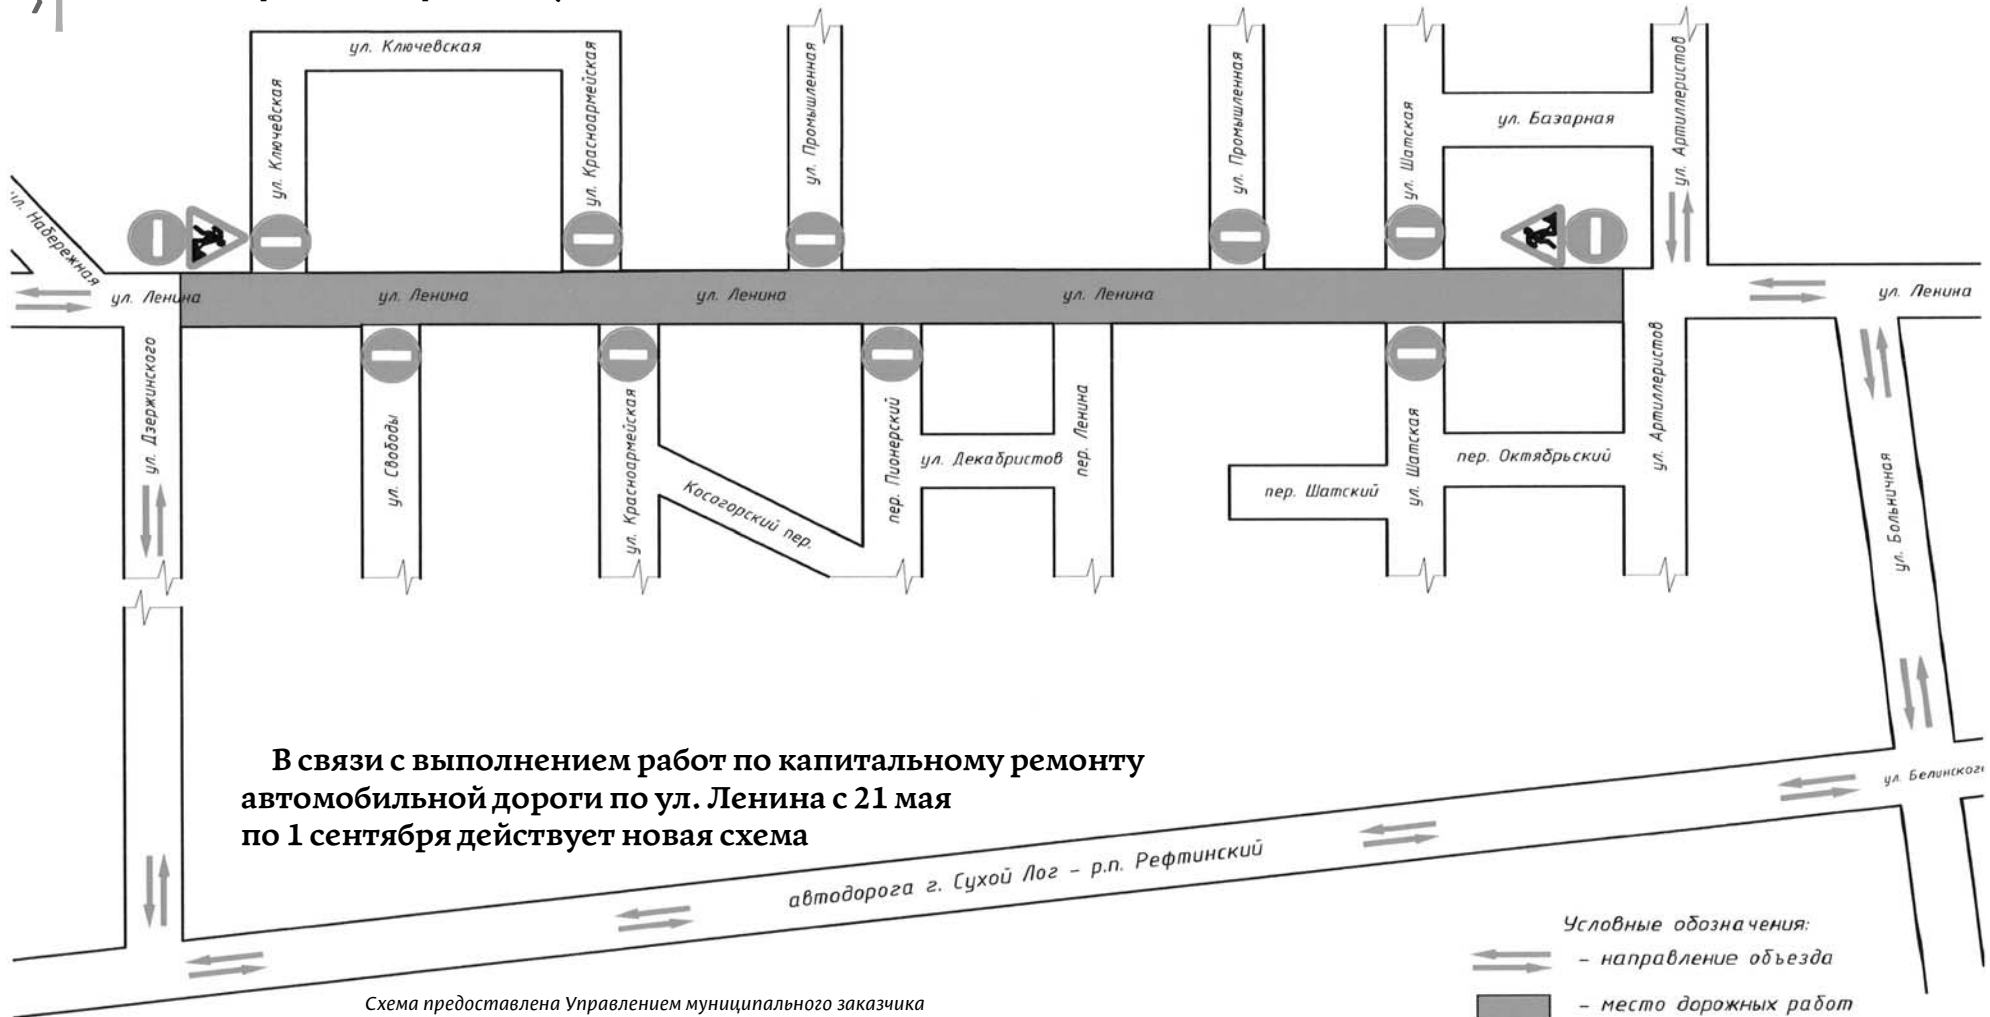 ул. Ключевская
ул. Ключевская
ул. Красноармейская
ул. Промышленная
ул. Промышленная
ул. Шатская
ул. Базарная
ул. Артиллеристов
ул. Набережная
ул. Ленина
ул. Ленина
ул. Ленина
ул. Ленина
ул. Ленина
ул. Дзержинского
ул. Свободы
ул. Красноармейская
Косогорский пер.
пер. Пионерский
ул. Декабристов
пер. Ленина
пер. Шатский
ул. Шатская
пер. Октябрьский
ул. Артиллеристов
ул. Больничная
В связи с выполнением работ по капитальному ремонту
автомобильной дороги по ул. Ленина с 21 мая
по 1 сентября действует новая схема
ул. Белинског
автодорога г. Сухой Лог – р.п. Рефтинский
Условные обозначения:
– направление объезда
– место дорожных работ
Схема предоставлена Управлением муниципального заказчика